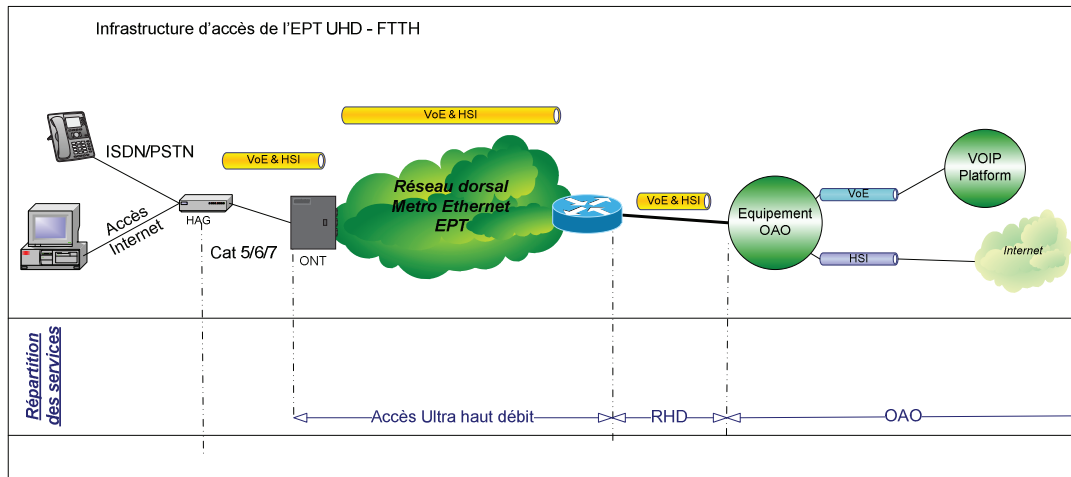 Infrastructure d'accès de l'EPT UHD - FTTH
VoE & HSI
ISDN/PSTN
VoE & HSI
VOIP
Platform
Réseau dorsal
Metro Ethernet
EPT
VoE & HSI
VoE
Equipement
OAO
Accès
Internet
HAG
Cat 5/6/7
ONT
HSI
Internet
Répartition
des services
Accès Ultra haut débit
RHD
OAO